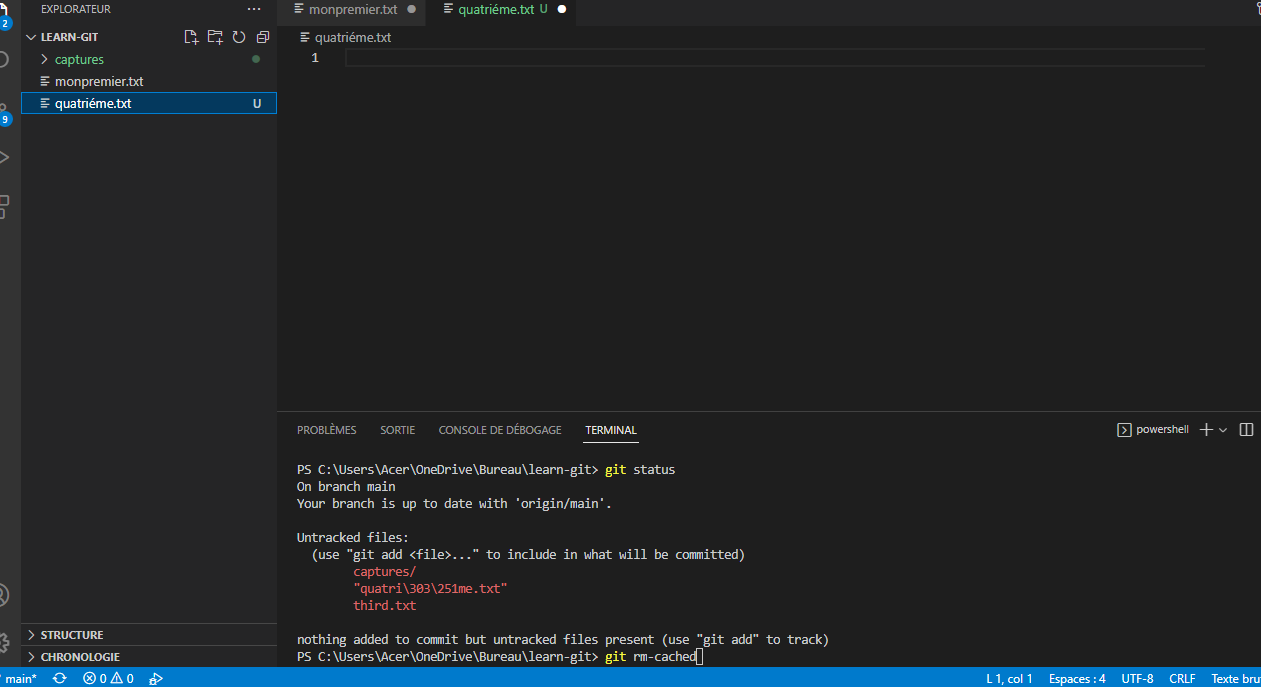 EXPLORATEUR
monpremier.txt
quatriéme.txt U
2
LEARN-GIT
quatriéme.txt
captures
1
monpremier.txt
quatriéme.txt U
9
PROBLÈMES SORTIE CONSOLE DE DÉBOGAGE TERMINAL
powershell
PS C:\Users\Acer\OneDrive\Bureau\learn-git> git status
On branch main
Your branch is up to date with 'origin/main'.
Untracked files:
(use "git add <file>..." to include in what will be committed)
captures/
"quatri\303\251me.txt"
third.txt
nothing added to commit but untracked files present (use "git add" to track)
PS C:\Users\Acer\OneDrive\Bureau\learn-git> git rm-cached
STRUCTURE
CHRONOLOGIE
main* 0 0
L 1, col 1 Espaces : 4 UTF-8 CRLF Texte bru